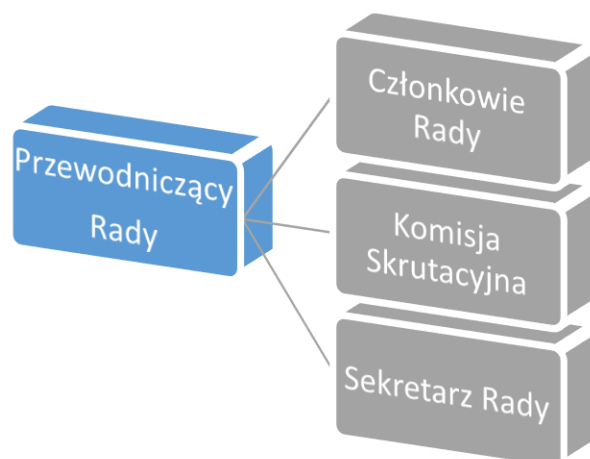 Przewodniczący
Rady
Członkowie
Rady
Komisja
Skrutacyjna
Sekretarz Rady